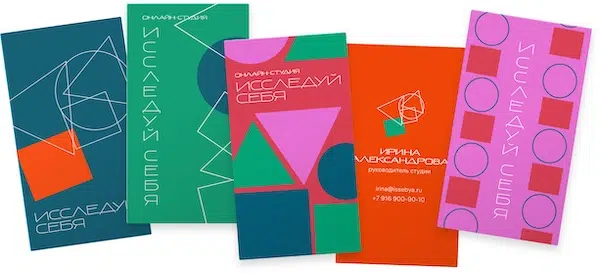 ИССЛЕДУЙ
СЕБЯ
ОНЛАЙН-СТУДИЯ
ИССЛЕДУЙ СЕБЯ
ОНЛАЙН-СТУДИЯ
ИССЛЕДУЙ
СЕБЯ
ИРИНА
АЛЕКСАНДРОВА
руководитель студии
irina@issebya.ru
+7 916 900-90-10
ИССЛЕДУЙ СЕБЯ